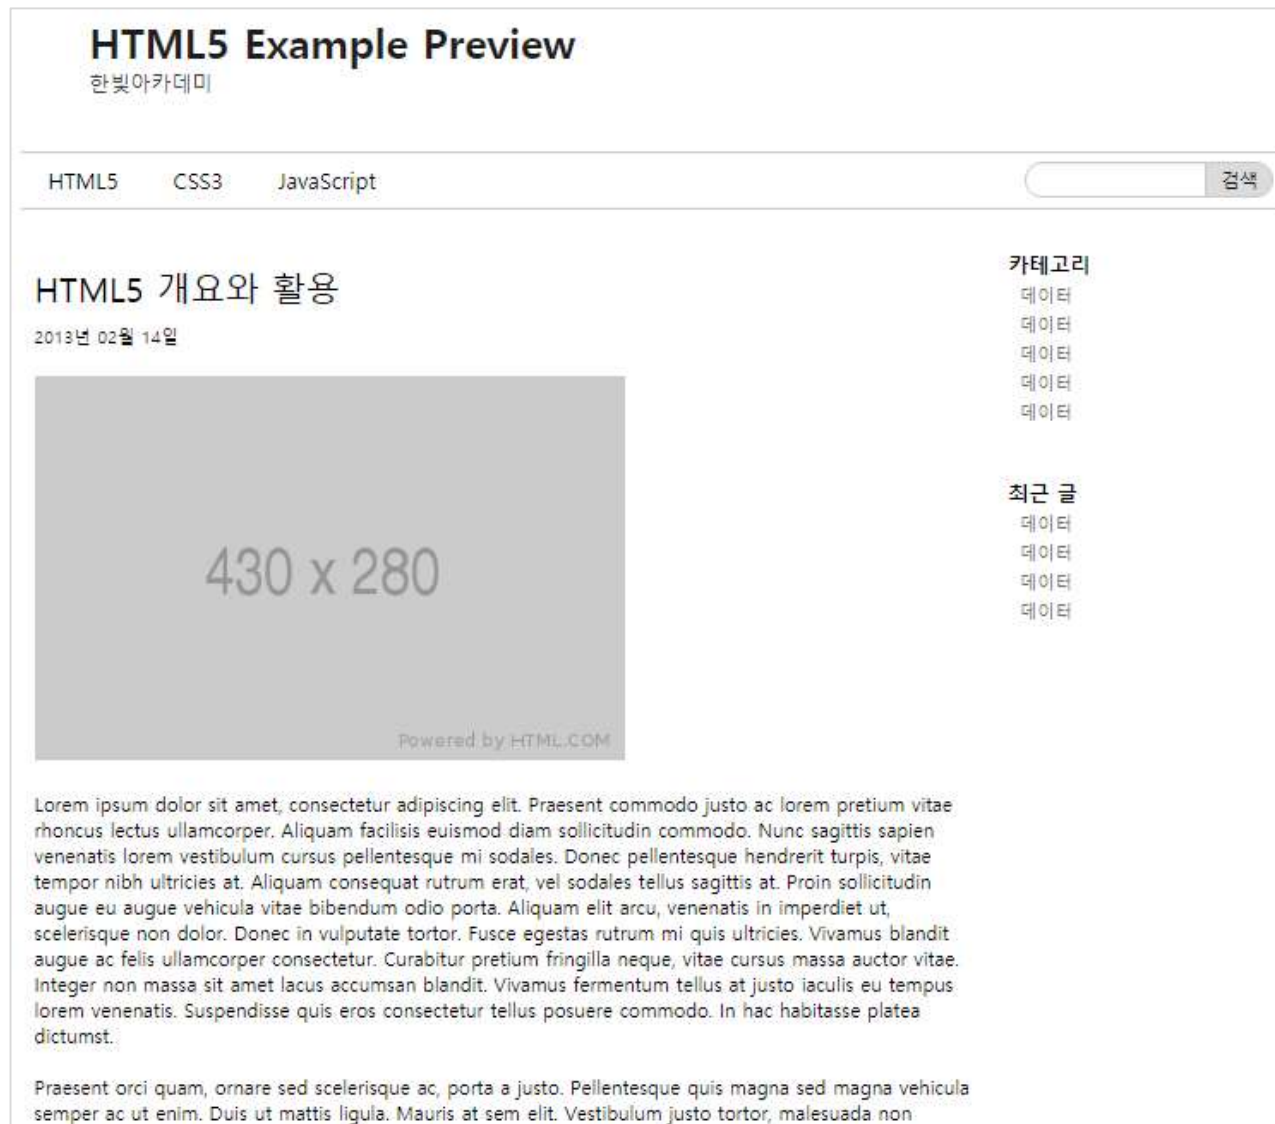 HTML5 Example Preview
한빛아카데미
HTML5 CSS3 JavaScript 검색
HTML5 개요와 활용
2013년 02월 14일
430 x 280
Powered by HTML.COM
Lorem ipsum dolor sit amet, consectetur adipiscing elit. Praesent commodo justo ac lorem pretium vitae
rhoncus lectus ullamcorper. Aliquam facilisis euismod diam sollicitudin commodo. Nunc sagittis sapien
venenatis lorem vestibulum cursus pellentesque mi sodales. Donec pellentesque hendrerit turpis, vitae
tempor nibh ultricies at. Aliquam consequat rutrum erat, vel sodales tellus sagittis at. Proin sollicitudin
augue eu augue vehicula vitae bibendum odio porta. Aliquam elit arcu, venenatis in imperdiet ut,
scelerisque non dolor. Donec in vulputate tortor. Fusce egestas rutrum mi quis ultricies. Vivamus blandit
augue ac felis ullamcorper consectetur. Curabitur pretium fringilla neque, vitae cursus massa auctor vitae.
Integer non massa sit amet lacus accumsan blandit. Vivamus fermentum tellus at justo iaculis eu tempus
lorem venenatis. Suspendisse quis eros consectetur tellus posuere commodo. In hac habitasse platea
dictumst.
Praesent orci quam, ornare sed scelerisque ac, porta a justo. Pellentesque quis magna sed magna vehicula
semper ac ut enim. Duis ut mattis ligula. Mauris at sem elit. Vestibulum justo tortor, malesuada non
카테고리
데이터
데이터
데이터
데이터
데이터
최근 글
데이터
데이터
데이터
데이터